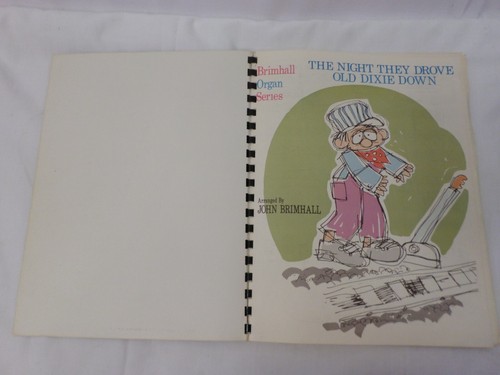 Brimhall
Organ
Series
THE NIGHT THEY DROVE
OLD DIXIE DOWN
Arranged By
JOHN BRIMHALL